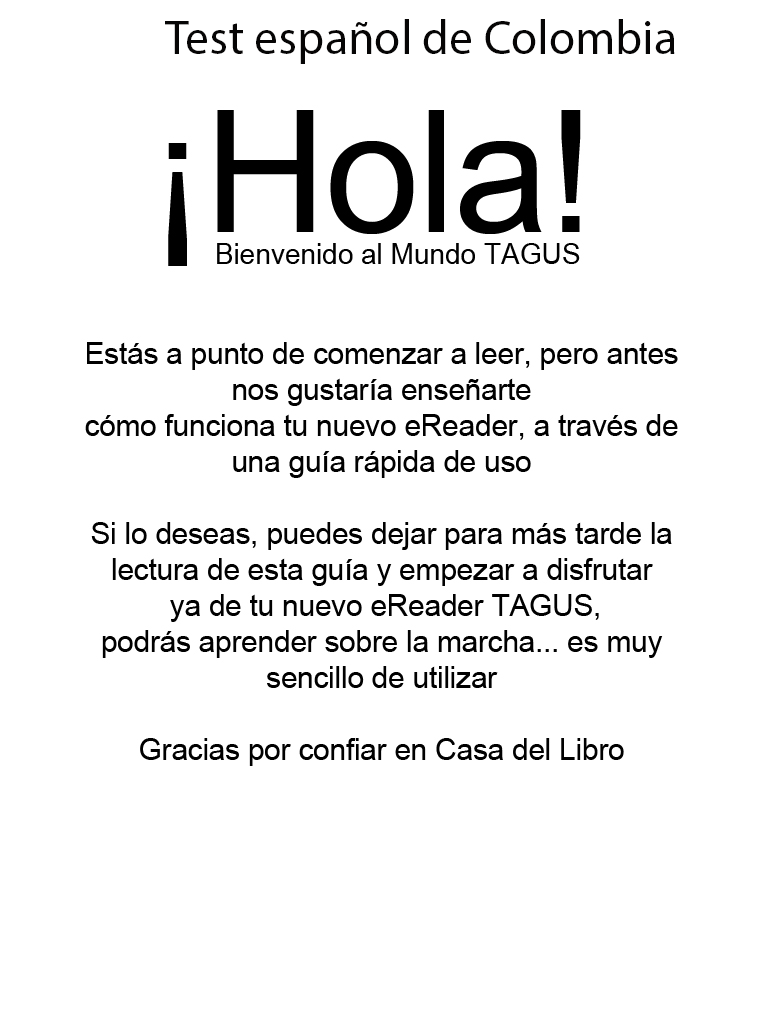 Test español de Colombia
¡Hola!
Bienvenido al Mundo TAGUS
Estás a punto de comenzar a leer, pero antes
nos gustaría enseñarte
cómo funciona tu nuevo eReader, a través de
una guía rápida de uso
Si lo deseas, puedes dejar para más tarde la
lectura de esta guía y empezar a disfrutar
ya de tu nuevo eReader TAGUS,
podrás aprender sobre la marcha... es muy
sencillo de utilizar
Gracias por confiar en Casa del Libro